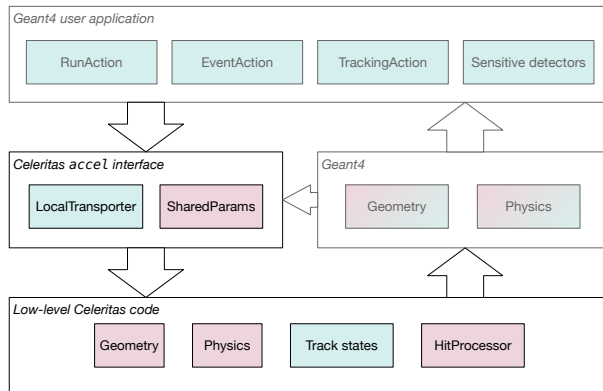 Geant4 user application
RunAction
EventAction
TrackingAction
Sensitive detectors
Celeritas accel interface
LocalTransporter
SharedParams
Geant4
Geometry
Physics
Low-level Celeritas code
Geometry
Physics
Track states
HitProcessor